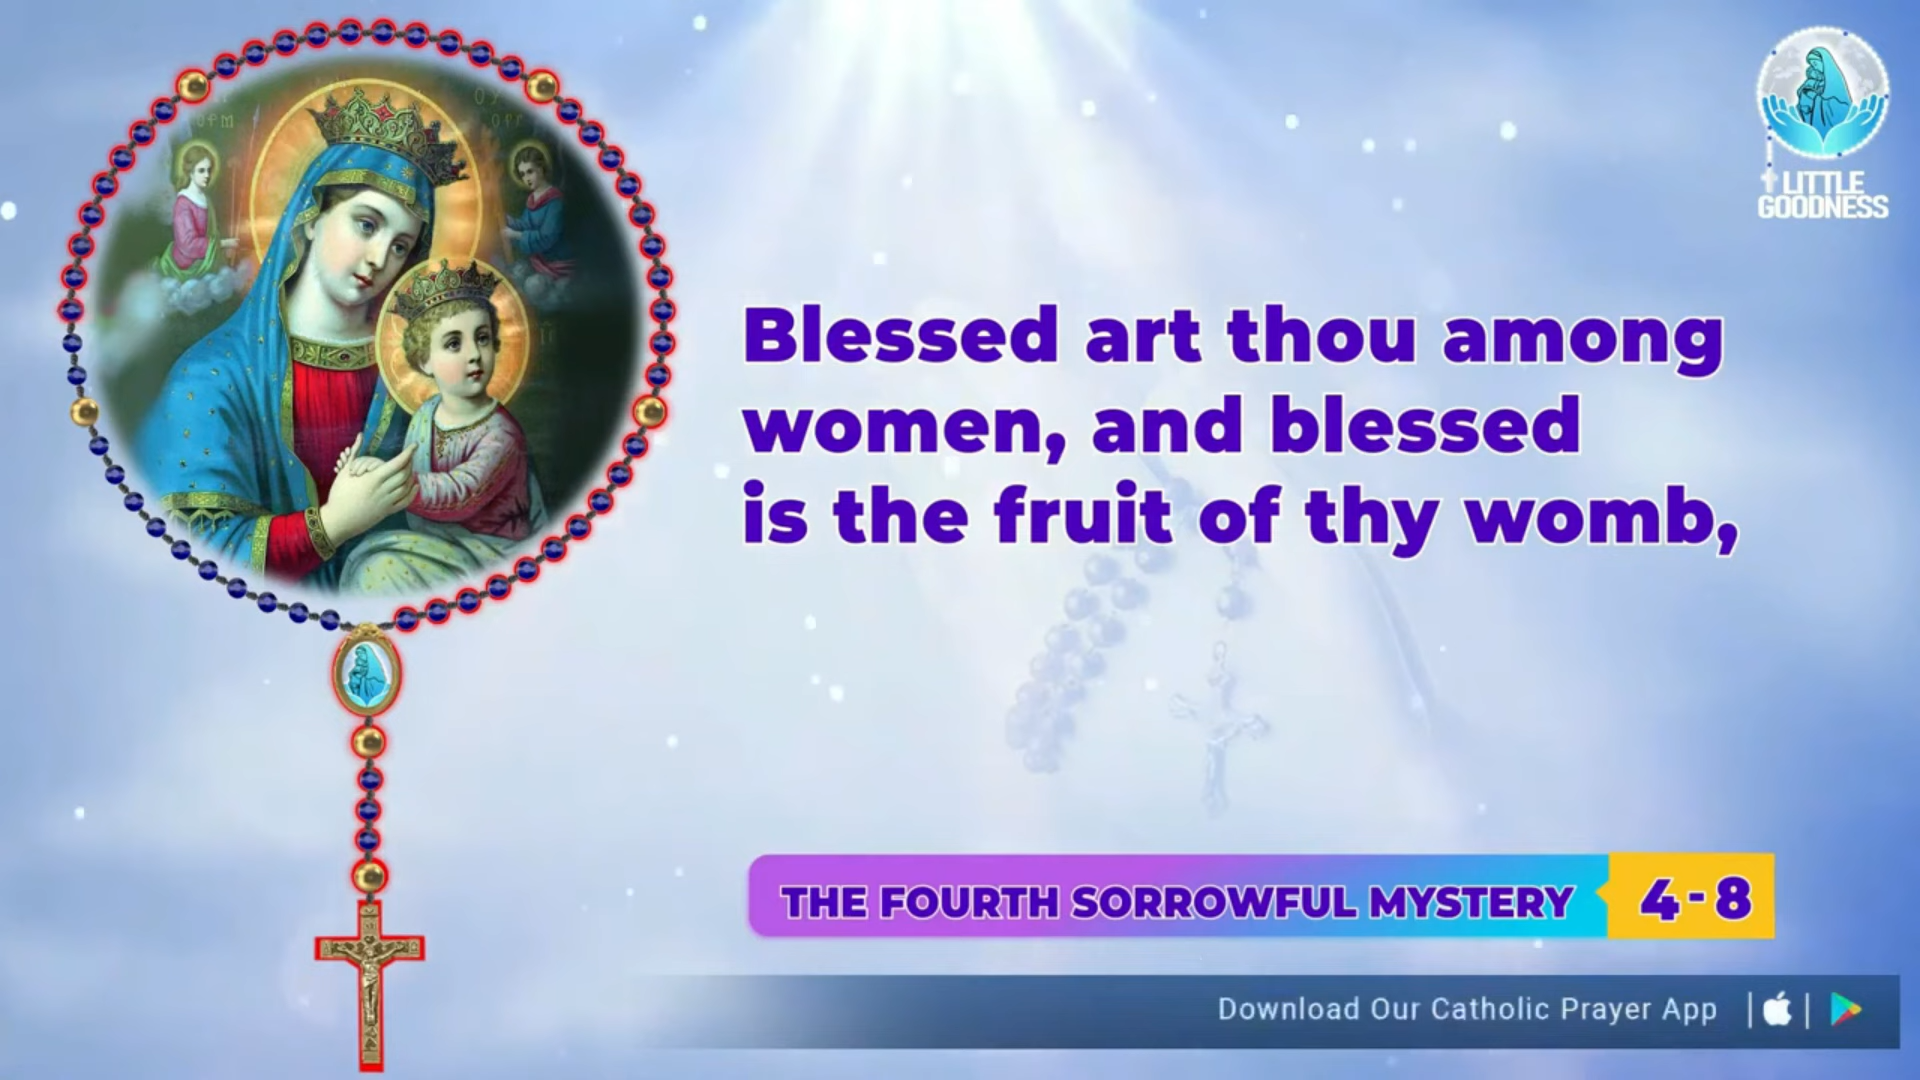 LITTLE
GOODNESS
Blessed art thou among
women, and blessed
is the fruit of thy womb,
THE FOURTH SORROWFUL MYSTERY 4-8
Download Our Catholic Prayer App